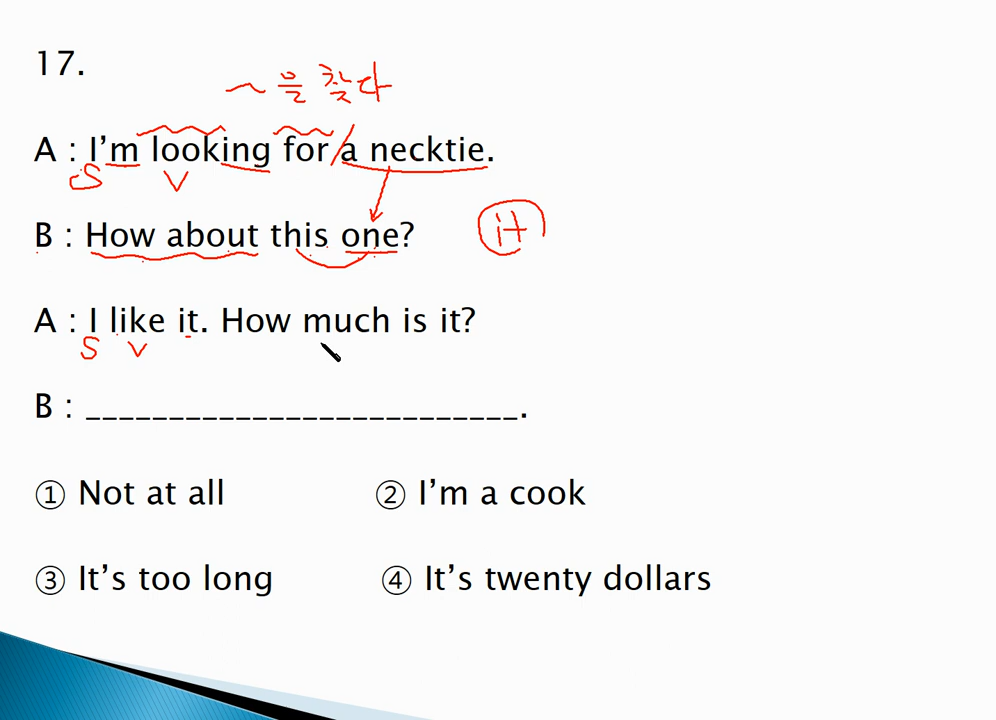 17.
~을 찾다
A : I'm looking for a necktie.
S V
B : How about this one? it
A : I like it. How much is it?
S V
B : __________________________.
① Not at all ② I'm a cook
③ It's too long ④ It's twenty dollars